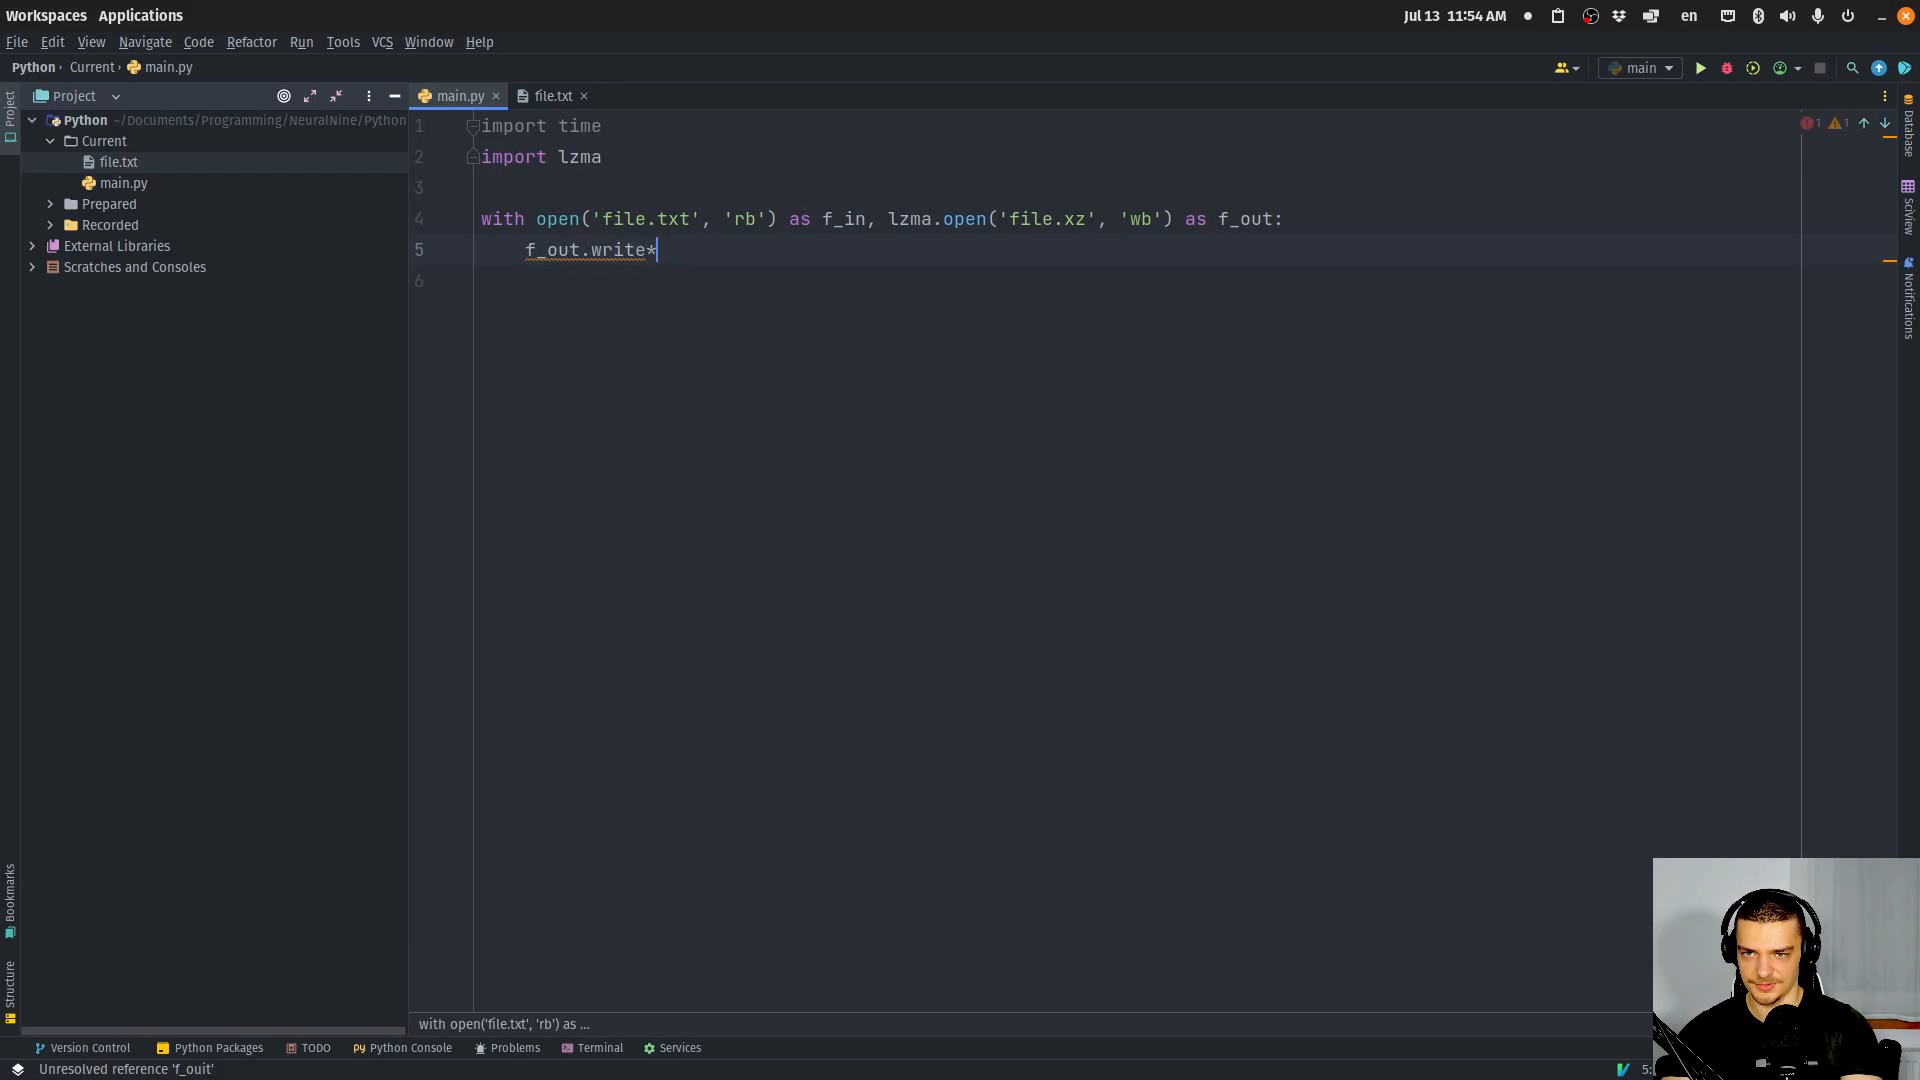 Workspaces Applications
Jul 13 11:54 AM
en
File Edit View Navigate Code Refactor Run Tools VCS Window Help
Python Current main.py
main
Project
main.py
file.txt
Project
Python ~/Documents/Programming/NeuralNine/Python
Current
file.txt
main.py
Prepared
Recorded
External Libraries
Scratches and Consoles
1 import time
2 import lzma
3
4 with open('file.txt', 'rb') as f_in, lzma.open('file.xz', 'wb') as f_out:
5 f_out.write*
6
1 1
Database
SciView
Notifications
Bookmarks
Structure
with open('file.txt', 'rb') as ...
Version Control Python Packages TODO Python Console Problems Terminal Services
Unresolved reference 'f_ouit'
5: